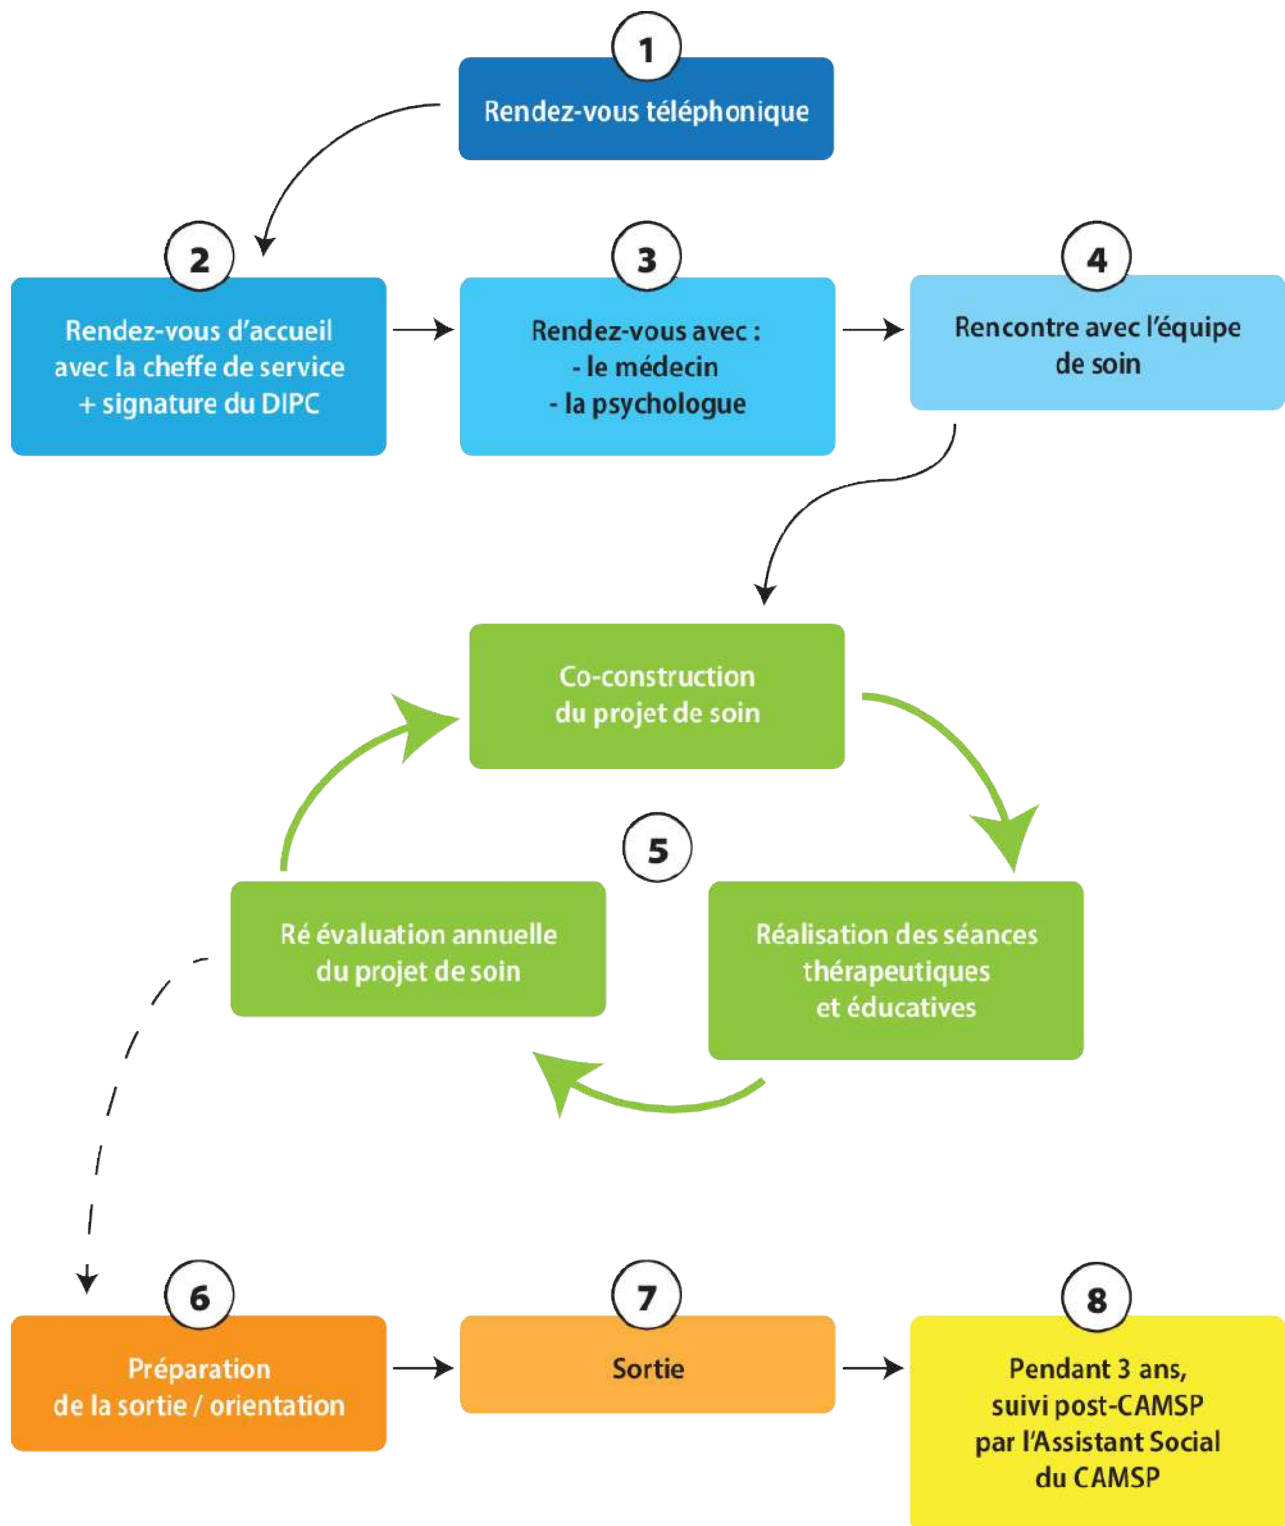 1
Rendez-vous téléphonique
2
Rendez-vous d'accueil
avec la cheffe de service
+ signature du DIPC
3
Rendez-vous avec :
- le médecin
- la psychologue
4
Rencontre avec l'équipe
de soin
Co-construction
du projet de soin
5
Ré évaluation annuelle
du projet de soin
Réalisation des séances
thérapeutiques
et éducatives
6
Préparation
de la sortie / orientation
7
Sortie
8
Pendant 3 ans,
suivi post-CAMSP
par l'Assistant Social
du CAMSP